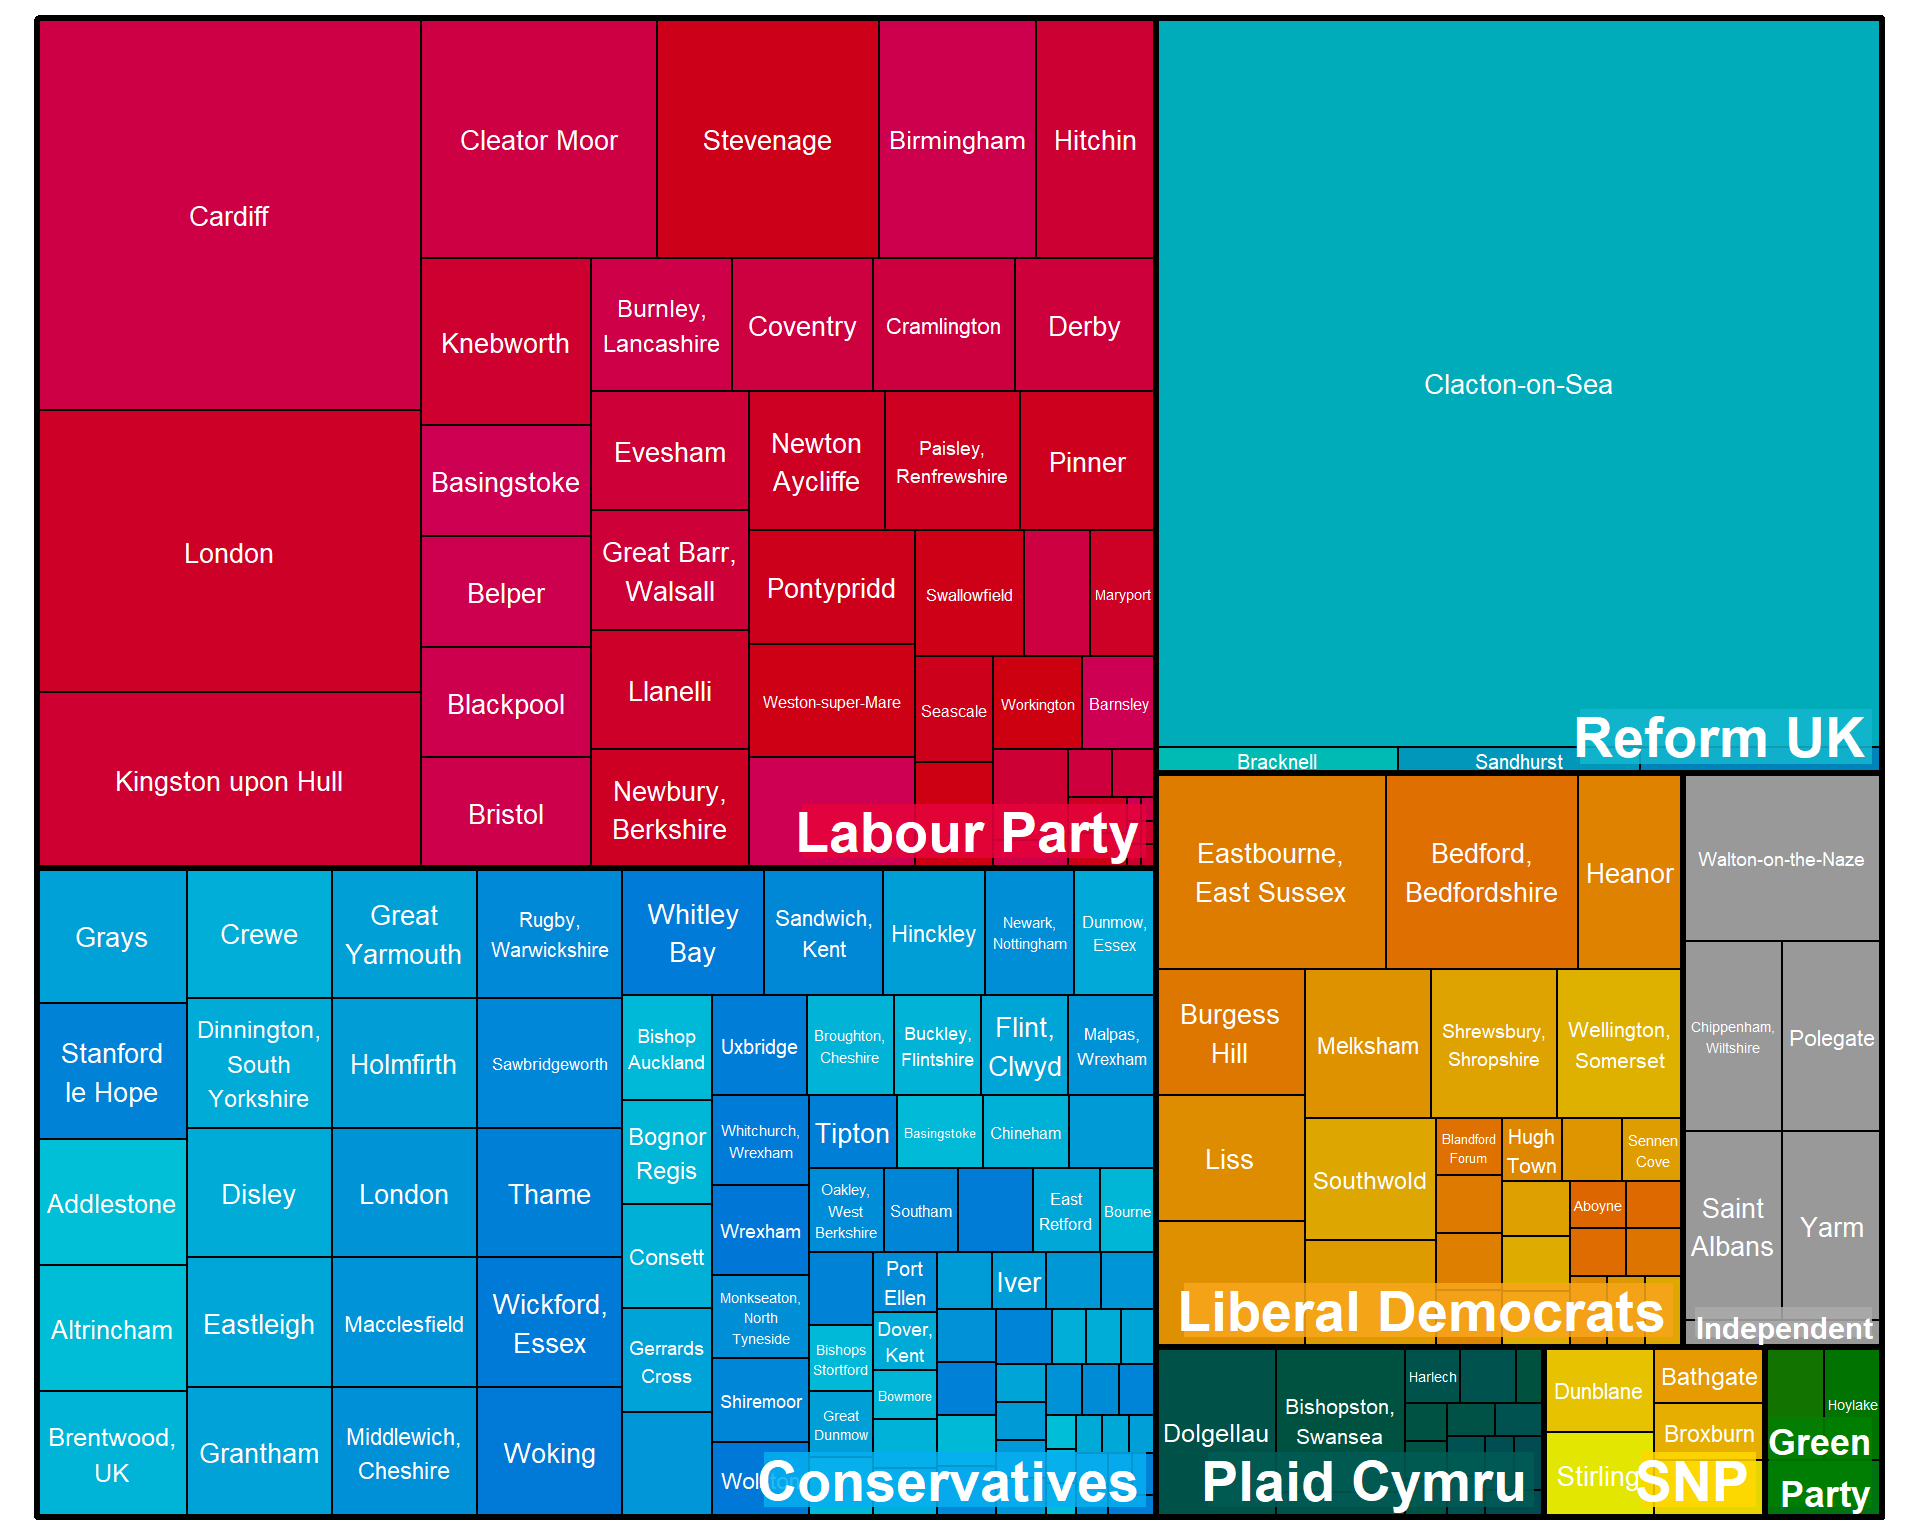 Cardiff
London
Kingston upon Hull
Cleator Moor
Stevenage
Birmingham
Hitchin
Knebworth
Burnley,
Lancashire
Coventry
Cramlington
Derby
Basingstoke
Belper
Blackpool
Bristol
Evesham
Newton
Aycliffe
Paisley,
Renfrewshire
Pinner
Great Barr,
Walsall
Llanelli
Newbury,
Berkshire
Pontypridd
Swallowfield
Maryport
Weston-super-Mare
Seascale
Workington
Barnsley
Labour Party
Clacton-on-Sea
Bracknell
Sandhurst
Reform UK
Grays
Stanford
le Hope
Addlestone
Altrincham
Brentwood,
UK
Crewe
Dinnington,
South
Yorkshire
Disley
Eastleigh
Grantham
Great
Yarmouth
Holmfirth
London
Macclesfield
Middlewich,
Cheshire
Rugby,
Warwickshire
Sawbridgeworth
Thame
Wickford,
Essex
Woking
Whitley
Bay
Sandwich,
Kent
Hinckley
Newark,
Nottingham
Dunmow,
Essex
Bishop
Auckland
Bognor
Regis
Consett
Gerrards
Cross
Uxbridge
Broughton,
Cheshire
Buckley,
Flintshire
Flint,
Clwyd
Malpas,
Wrexham
Whitchurch,
Wrexham
Wrexham
Monkseaton,
North
Tyneside
Shiremoor
Tipton
Basingstoke
Chineham
Oakley,
West
Berkshire
Southam
East
Retford
Bourne
Port
Ellen
Iver
Dover,
Kent
Bishops
Stortford
Bowmore
Great
Dunmow
Conservatives
Eastbourne,
East Sussex
Bedford,
Bedfordshire
Heanor
Burgess
Hill
Liss
Melksham
Shrewsbury,
Shropshire
Wellington,
Somerset
Southwold
Blandford
Forum
Hugh
Town
Sennen
Cove
Aboyne
Liberal Democrats
Walton-on-the-Naze
Chippenham,
Wiltshire
Polegate
Saint
Albans
Yarm
Independent
Dolgellau
Bishopston,
Swansea
Harlech
Plaid Cymru
Dunblane
Stirling
Bathgate
Broxburn
SNP
Hoylake
Green
Party